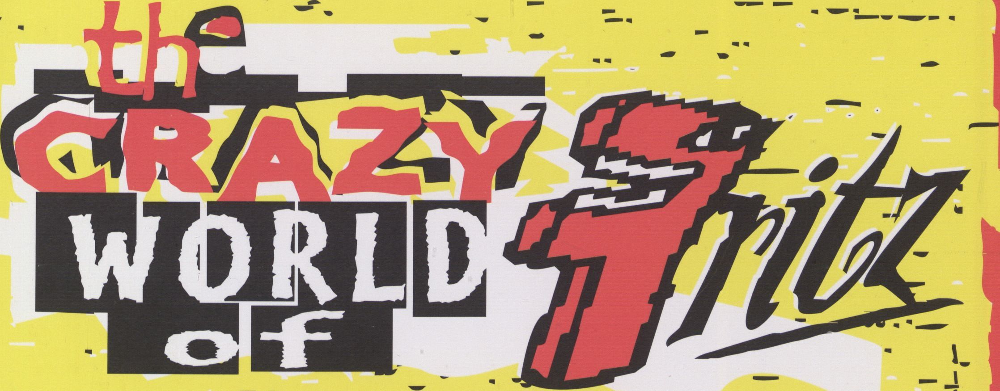 the
CRAZY
WORLD
of
Fritz